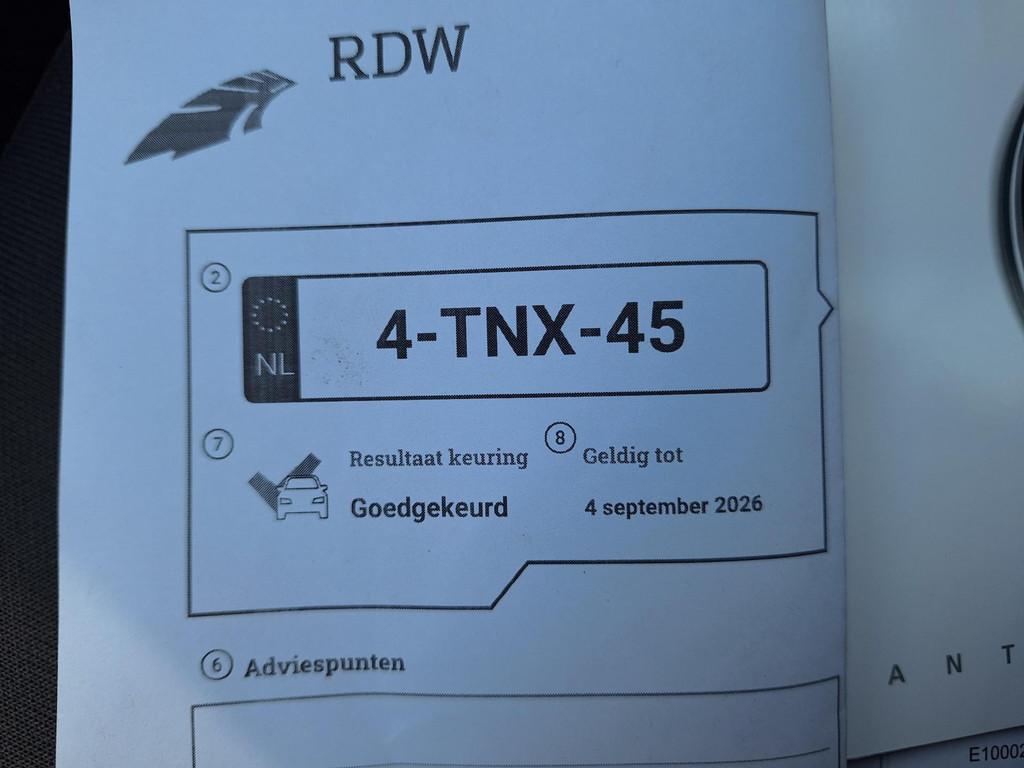 RDW
2
NL
4-TNX-45
7
Resultaat keuring
8
Geldig tot
Goedgekeurd
4 september 2026
6 Adviespunten
A N T
E10002